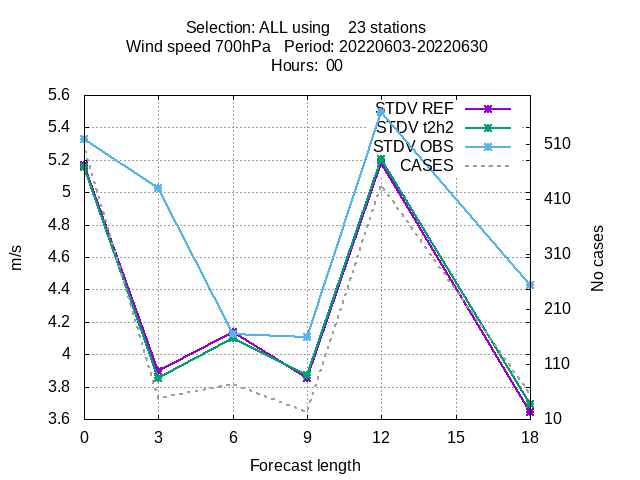 Selection: ALL using 23 stations
Wind speed 700hPa Period: 20220603-20220630
Hours: 00
STDV REF
STDV t2h2
STDV OBS
CASES
5.6
5.4
5.2
5
4.8
4.6
4.4
4.2
4
3.8
3.6
m/s
510
410
310
210
110
10
No cases
0 3 6 9 12 15 18
Forecast length